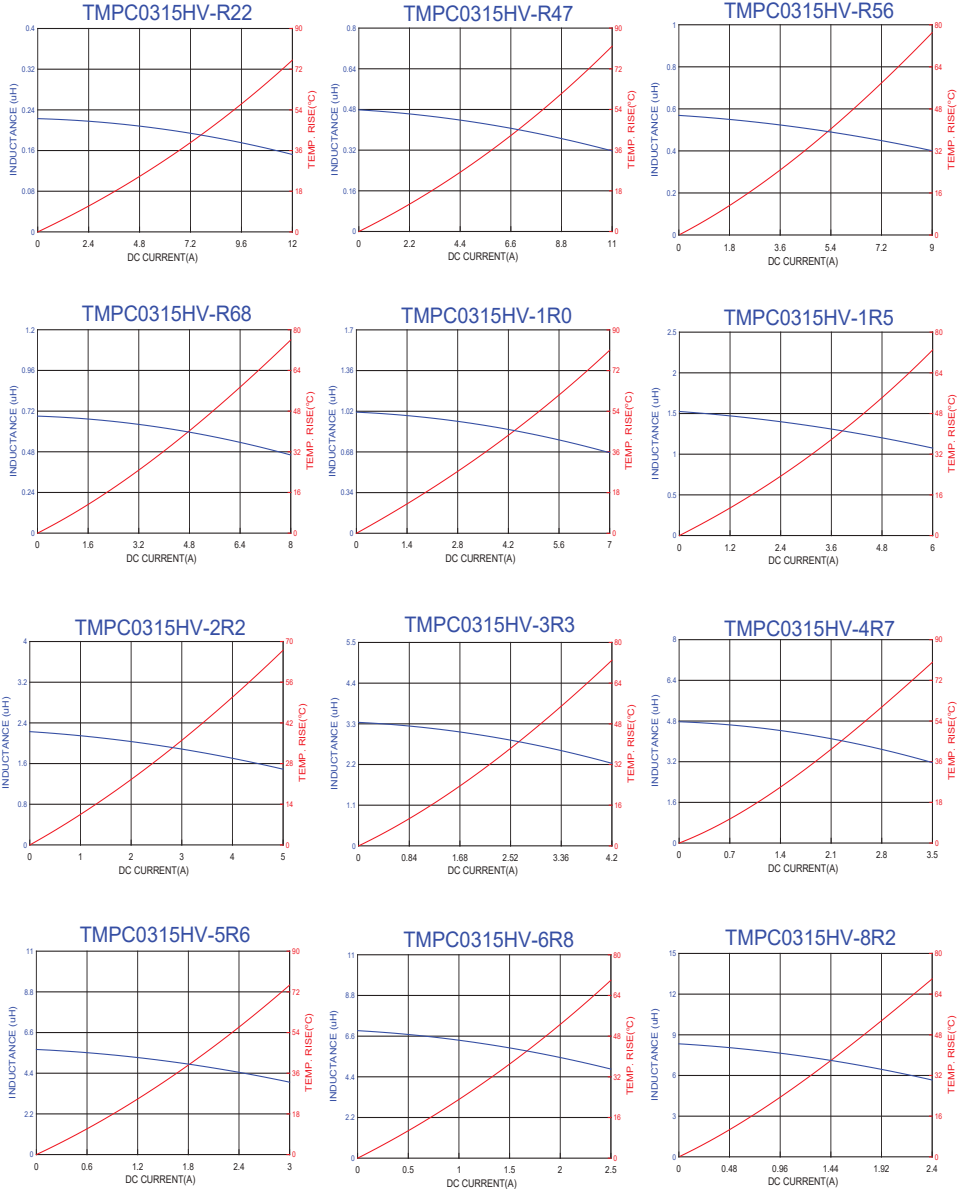 TMPC0315HV-R22
INDUCTANCE (uH)
0.4
0.32
0.24
0.16
0.08
0
90
72
54
36
18
0
TEMP. RISE(°C)
0 2.4 4.8 7.2 9.6 12
DC CURRENT(A)
TMPC0315HV-R47
INDUCTANCE (uH)
0.8
0.64
0.48
0.32
0.16
0
90
72
54
36
18
0
TEMP. RISE(°C)
0 2.2 4.4 6.6 8.8 11
DC CURRENT(A)
TMPC0315HV-R56
INDUCTANCE (uH)
1
0.8
0.6
0.4
0.2
0
80
64
48
32
16
0
TEMP. RISE(°C)
0 1.8 3.6 5.4 7.2 9
DC CURRENT(A)
TMPC0315HV-R68
INDUCTANCE (uH)
1.2
0.96
0.72
0.48
0.24
0
80
64
48
32
16
0
TEMP. RISE(°C)
0 1.6 3.2 4.8 6.4 8
DC CURRENT(A)
TMPC0315HV-1R0
INDUCTANCE (uH)
1.7
1.36
1.02
0.68
0.34
0
90
72
54
36
18
0
TEMP. RISE(°C)
0 1.4 2.8 4.2 5.6 7
DC CURRENT(A)
TMPC0315HV-1R5
INDUCTANCE (uH)
2.5
2
1.5
1
0.5
0
80
64
48
32
16
0
TEMP. RISE(°C)
0 1.2 2.4 3.6 4.8 6
DC CURRENT(A)
TMPC0315HV-2R2
INDUCTANCE (uH)
4
3.2
2.4
1.6
0.8
0
70
56
42
28
14
0
TEMP. RISE(°C)
0 1 2 3 4 5
DC CURRENT(A)
TMPC0315HV-3R3
INDUCTANCE (uH)
5.5
4.4
3.3
2.2
1.1
0
80
64
48
32
16
0
TEMP. RISE(°C)
0 0.84 1.68 2.52 3.36 4.2
DC CURRENT(A)
TMPC0315HV-4R7
INDUCTANCE (uH)
8
6.4
4.8
3.2
1.6
0
90
72
54
36
18
0
TEMP. RISE(°C)
0 0.7 1.4 2.1 2.8 3.5
DC CURRENT(A)
TMPC0315HV-5R6
INDUCTANCE (uH)
11
8.8
6.6
4.4
2.2
0
90
72
54
36
18
0
TEMP. RISE(°C)
0 0.6 1.2 1.8 2.4 3
DC CURRENT(A)
TMPC0315HV-6R8
INDUCTANCE (uH)
11
8.8
6.6
4.4
2.2
0
80
64
48
32
16
0
TEMP. RISE(°C)
0 0.5 1 1.5 2 2.5
DC CURRENT(A)
TMPC0315HV-8R2
INDUCTANCE (uH)
15
12
9
6
3
0
80
64
48
32
16
0
TEMP. RISE(°C)
0 0.48 0.96 1.44 1.92 2.4
DC CURRENT(A)